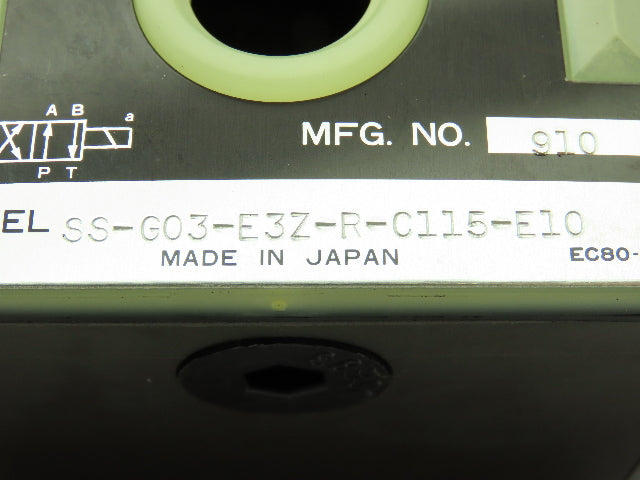 A B a
P T
MFG. NO. 910
EL SS-G03-E3Z-R-C115-E10
MADE IN JAPAN EC80-